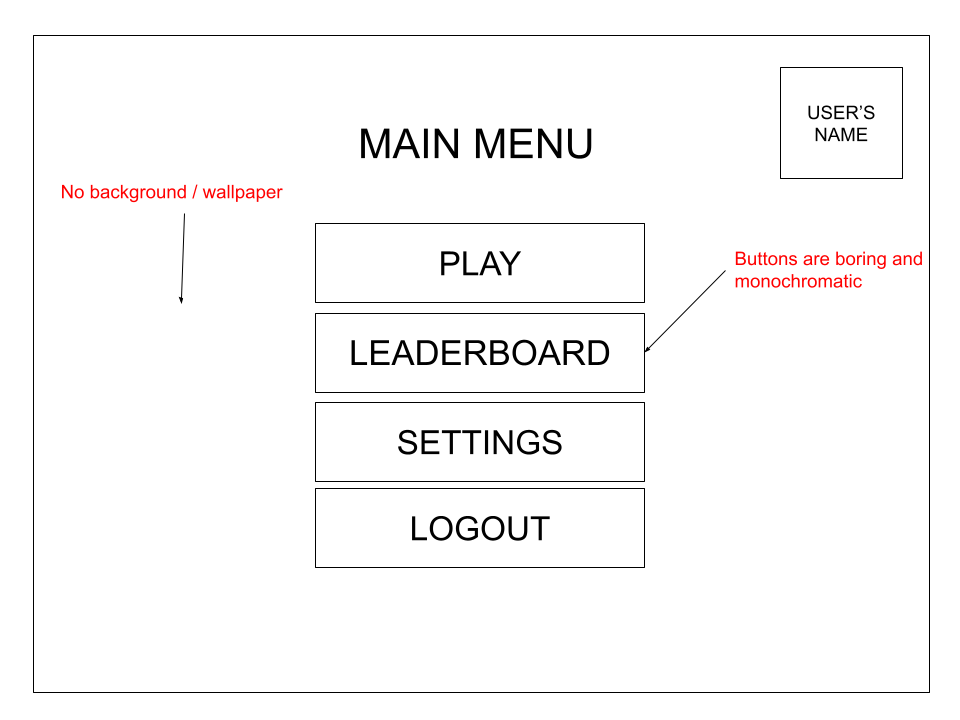 USER’S
NAME
MAIN MENU
No background / wallpaper
PLAY
Buttons are boring and
monochromatic
LEADERBOARD
SETTINGS
LOGOUT